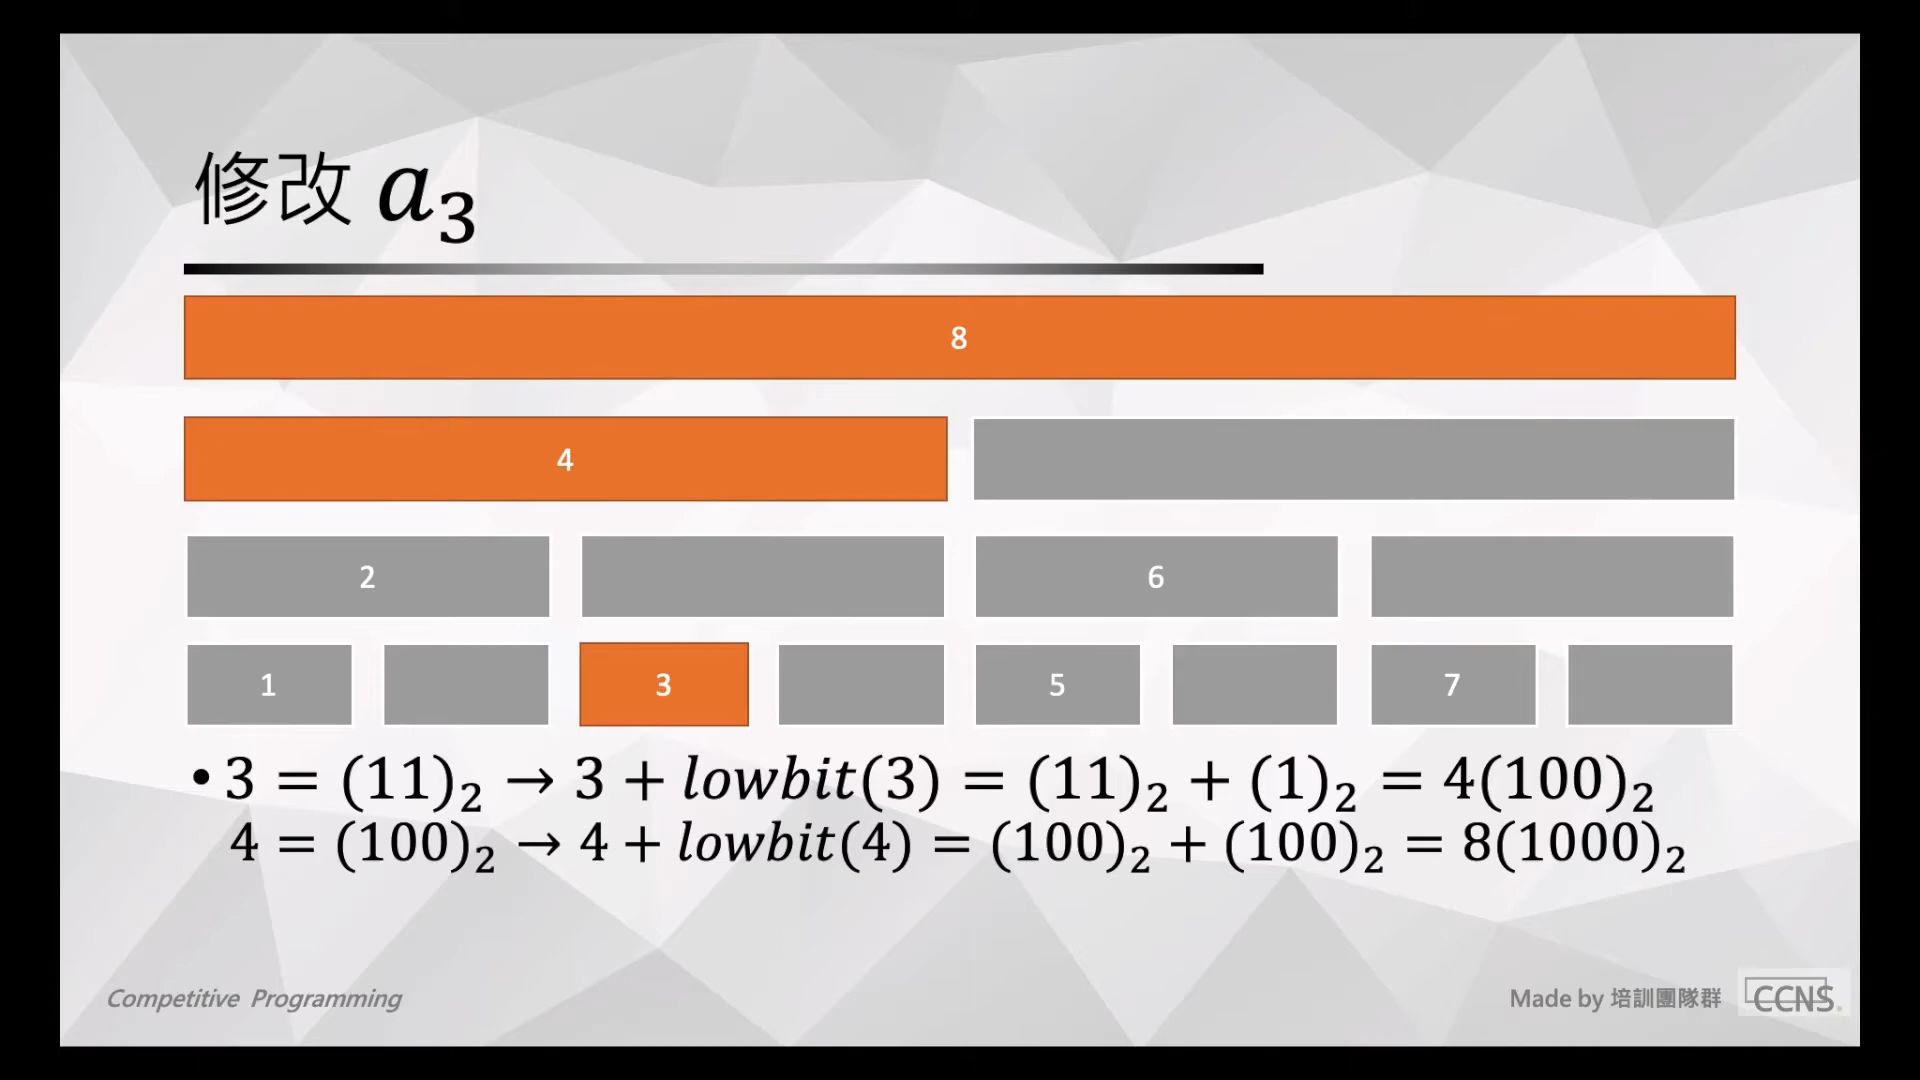 修改 a₃
8
4
2 6
1 3 5 7
• 3 = (11)₂ → 3 + lowbit(3) = (11)₂ + (1)₂ = 4(100)₂
4 = (100)₂ → 4 + lowbit(4) = (100)₂ + (100)₂ = 8(1000)₂
Competitive Programming
Made by 培訓團隊群 CCNS.